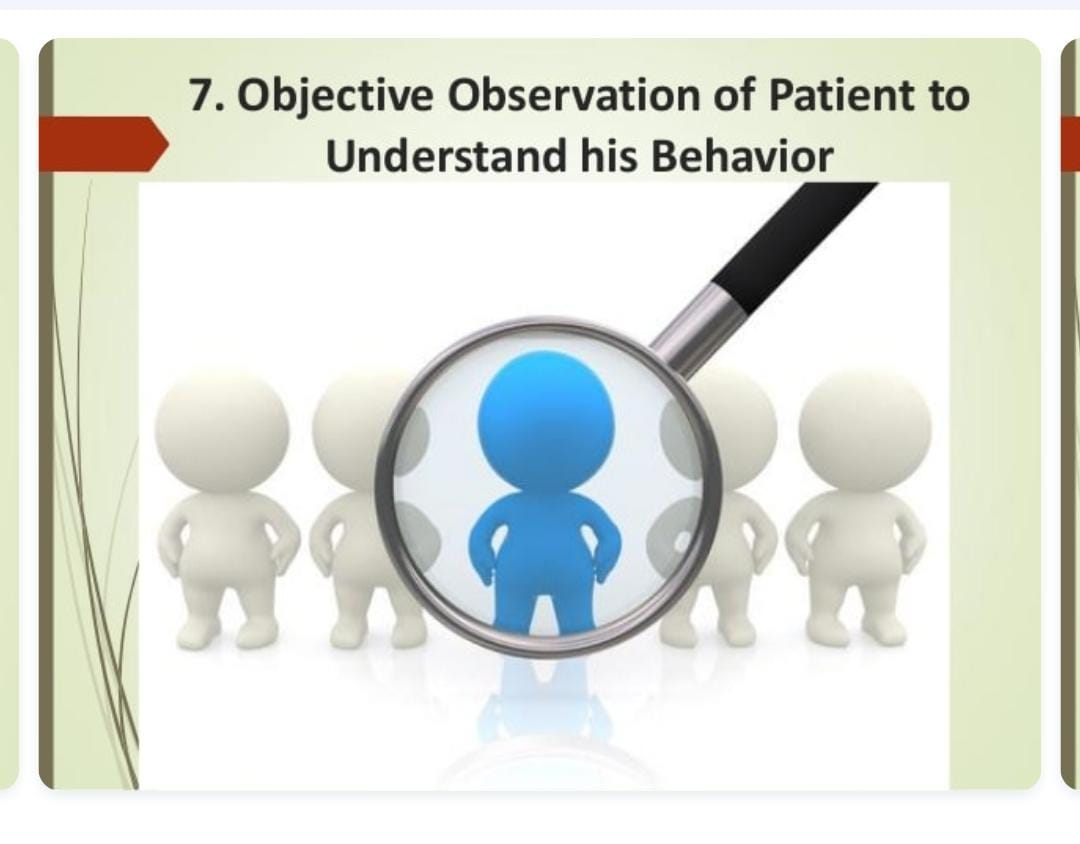 7. Objective Observation of Patient to
Understand his Behavior